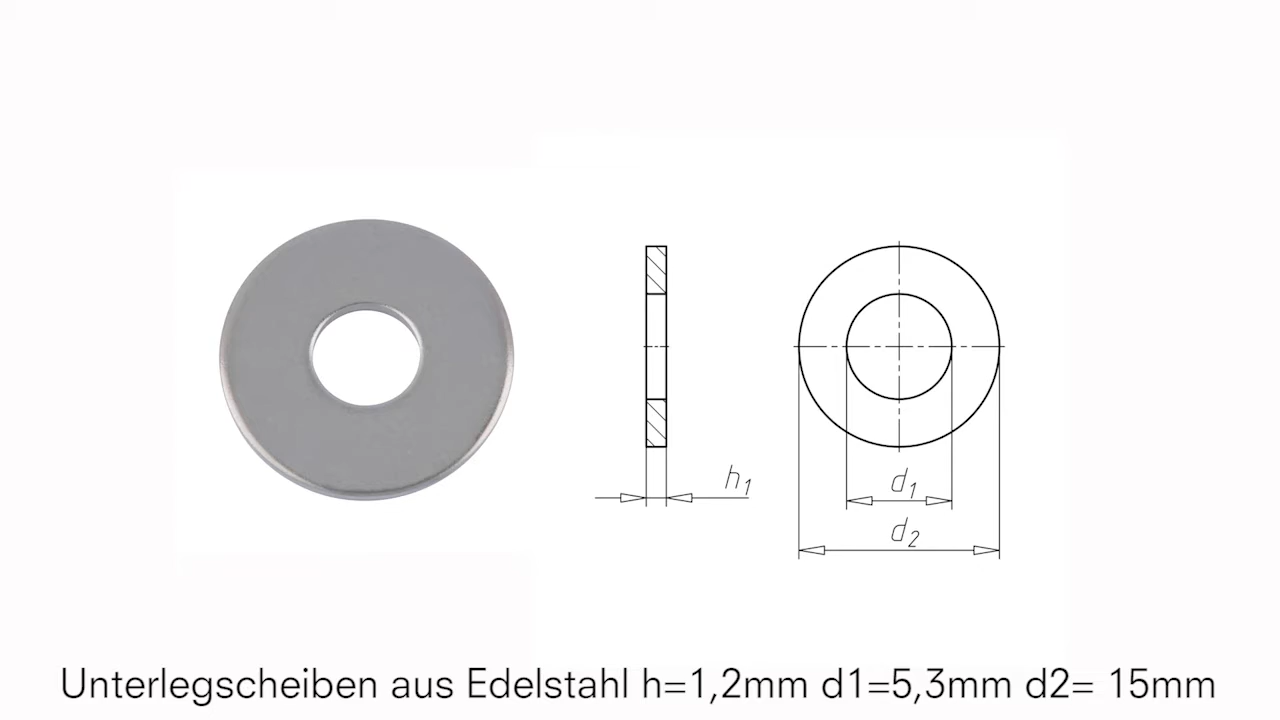 h1
d1
d2
Unterlegscheiben aus Edelstahl h=1,2mm d1=5,3mm d2= 15mm